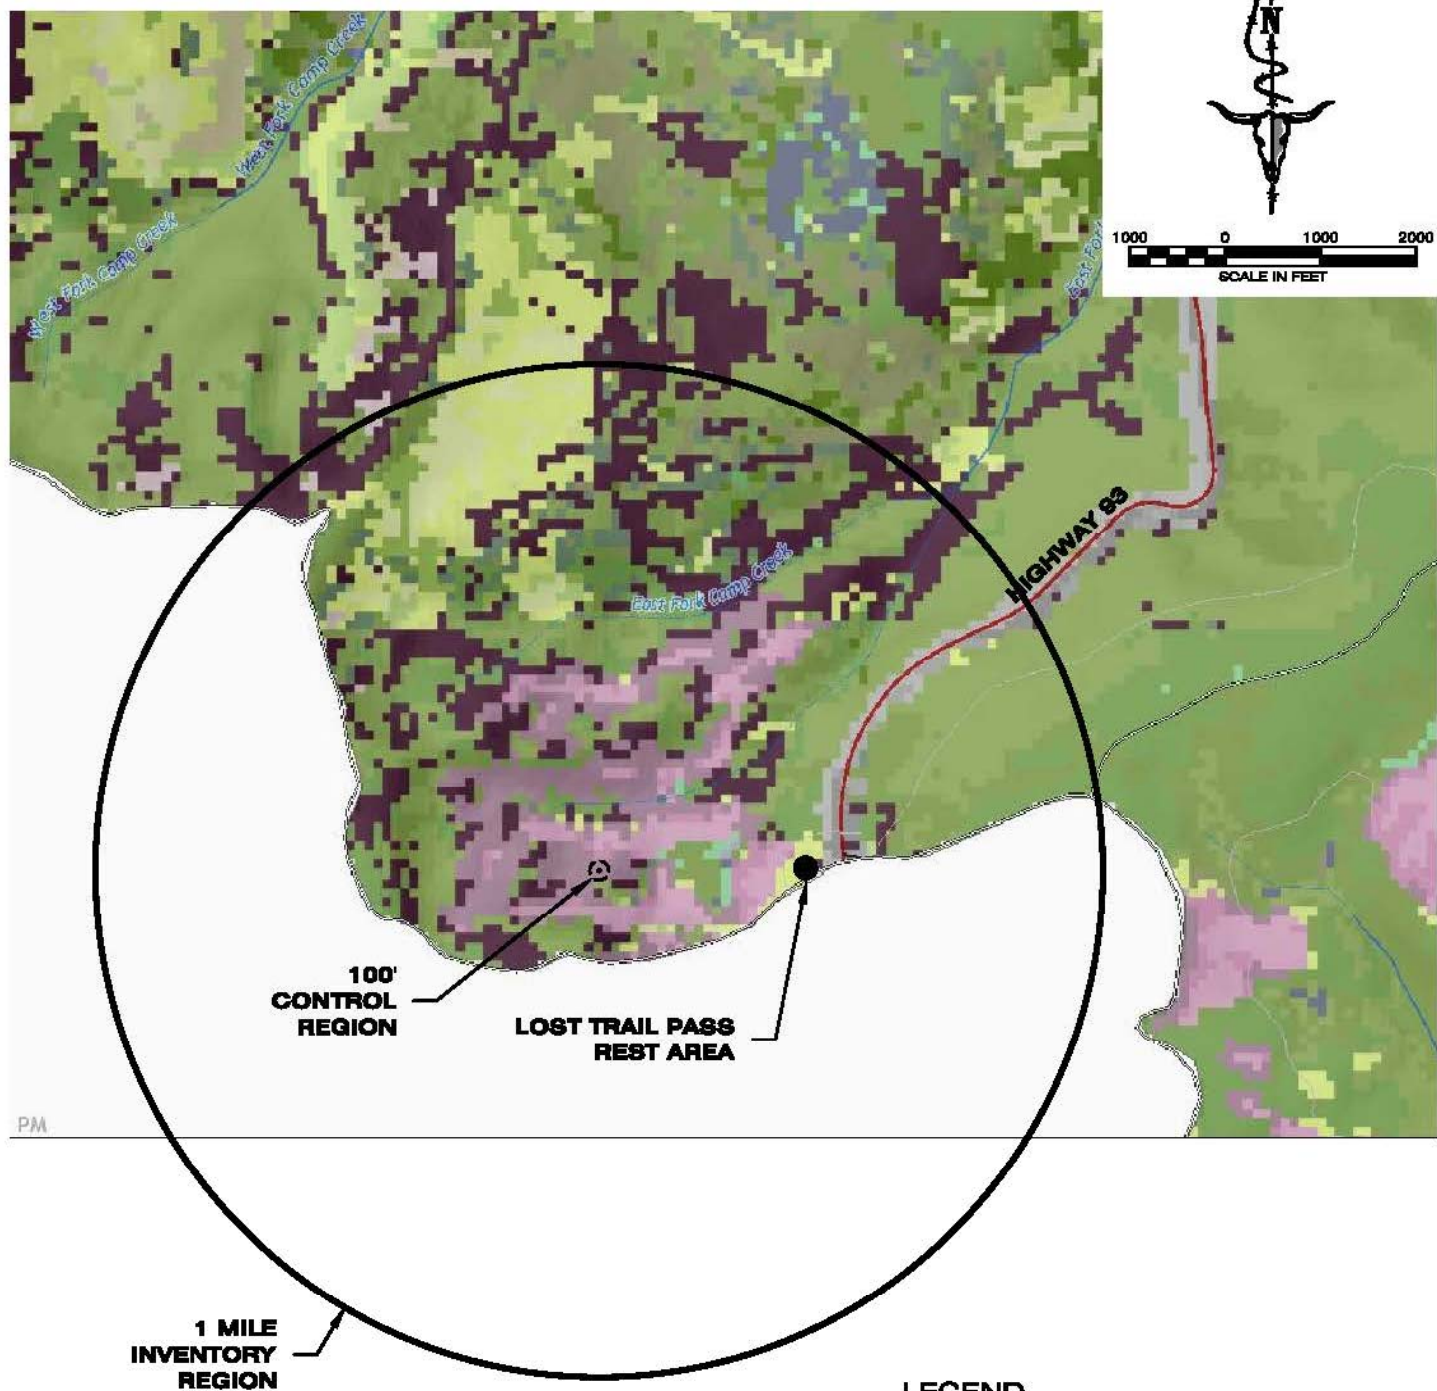 N
1000 0 1000 2000
SCALE IN FEET
West Fork Camp Creek
West Fork Camp Creek
East Fork
HIGHWAY 93
East Fork Camp Creek
100'
CONTROL
REGION
LOST TRAIL PASS
REST AREA
PM
1 MILE
INVENTORY
REGION
LEGEND